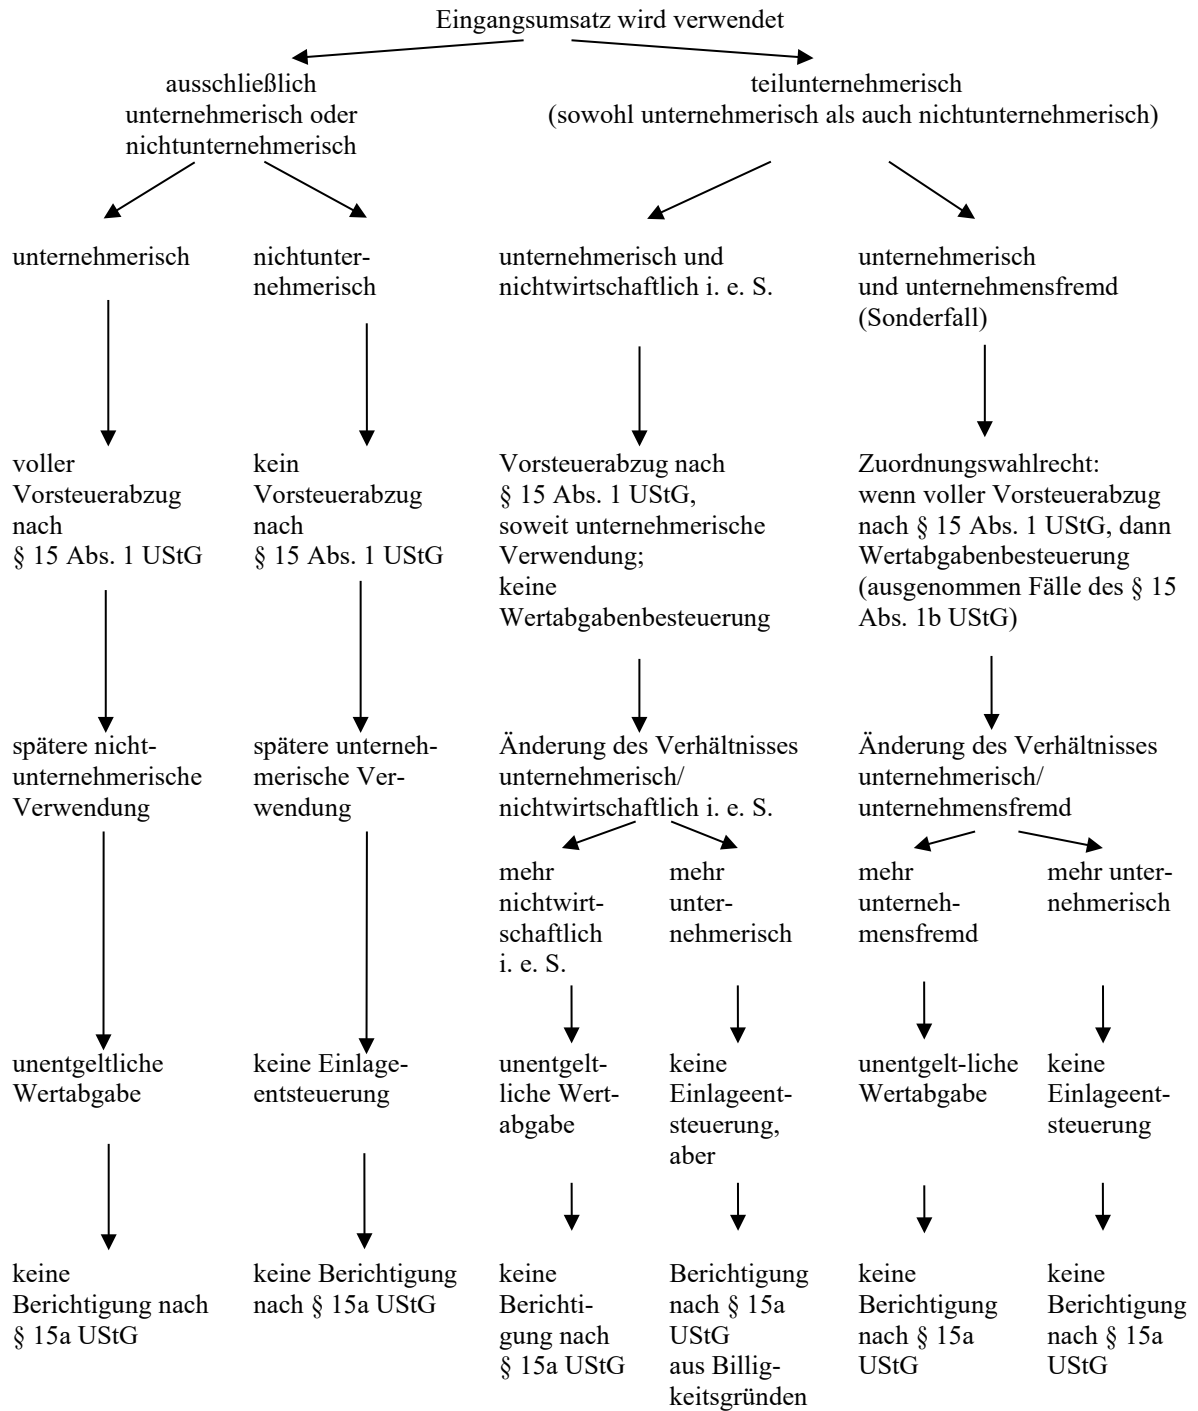 Eingangsumsatz wird verwendet
ausschließlich
unternehmerisch oder
nichtunternehmerisch
teilunternehmerisch
(sowohl unternehmerisch als auch nichtunternehmerisch)
unternehmerisch
nichtunter-
nehmerisch
unternehmerisch und
nichtwirtschaftlich i. e. S.
unternehmerisch
und unternehmensfremd
(Sonderfall)
voller
Vorsteuerabzug
nach
§ 15 Abs. 1 UStG
kein
Vorsteuerabzug
nach
§ 15 Abs. 1 UStG
Vorsteuerabzug nach
§ 15 Abs. 1 UStG,
soweit unternehmerische
Verwendung;
keine
Wertabgabenbesteuerung
Zuordnungswahlrecht:
wenn voller Vorsteuerabzug
nach § 15 Abs. 1 UStG, dann
Wertabgabenbesteuerung
(ausgenommen Fälle des § 15
Abs. 1b UStG)
spätere nicht-
unternehmerische
Verwendung
spätere unterneh-
merische Ver-
wendung
Änderung des Verhältnisses
unternehmerisch/
nichtwirtschaftlich i. e. S.
Änderung des Verhältnisses
unternehmerisch/
unternehmensfremd
mehr
nichtwirt-
schaftlich
i. e. S.
mehr
unter-
nehmerisch
mehr
unterneh-
mensfremd
mehr unter-
nehmerisch
unentgeltliche
Wertabgabe
keine Einlage-
entsteuerung
unentgelt-
liche Wert-
abgabe
keine
Einlageent-
steuerung,
aber
unentgelt-liche
Wertabgabe
keine
Einlageent-
steuerung
keine
Berichtigung nach
§ 15a UStG
keine Berichtigung
nach § 15a UStG
keine
Berichti-
gung nach
§ 15a UStG
Berichtigung
nach § 15a
UStG
aus Billig-
keitsgründen
keine
Berichtigung
nach § 15a
UStG
keine
Berichtigung
nach § 15a
UStG